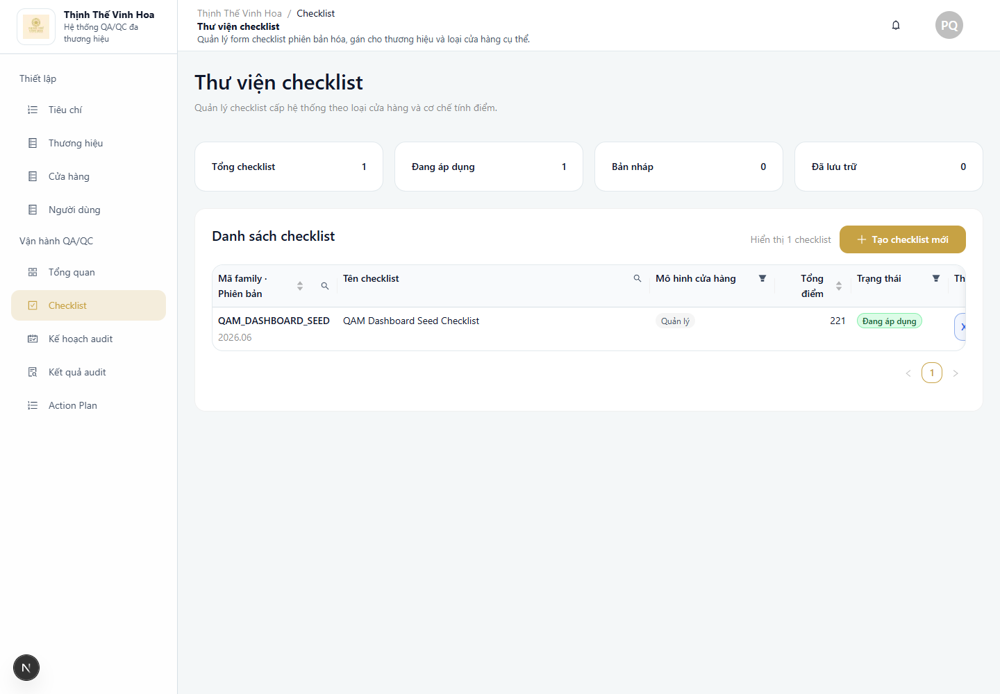 Thịnh Thế Vinh Hoa
Hệ thống QA/QC đa
thương hiệu
Thiết lập
Tiêu chí
Thương hiệu
Cửa hàng
Người dùng
Vận hành QA/QC
Tổng quan
Checklist
Kế hoạch audit
Kết quả audit
Action Plan
N
Thịnh Thế Vinh Hoa / Checklist
Thư viện checklist
Quản lý form checklist phiên bản hóa, gán cho thương hiệu và loại cửa hàng cụ thể.
PQ
Thư viện checklist
Quản lý checklist cấp hệ thống theo loại cửa hàng và cơ chế tính điểm.
Tổng checklist 1
Đang áp dụng 1
Bản nháp 0
Đã lưu trữ 0
Danh sách checklist
Hiển thị 1 checklist
Tạo checklist mới
Mã family ·
Phiên bản
Tên checklist
Mô hình cửa hàng
Tổng
điểm
Trạng thái
Th
QAM_DASHBOARD_SEED
2026.06
QAM Dashboard Seed Checklist
Quản lý
221
Đang áp dụng
1